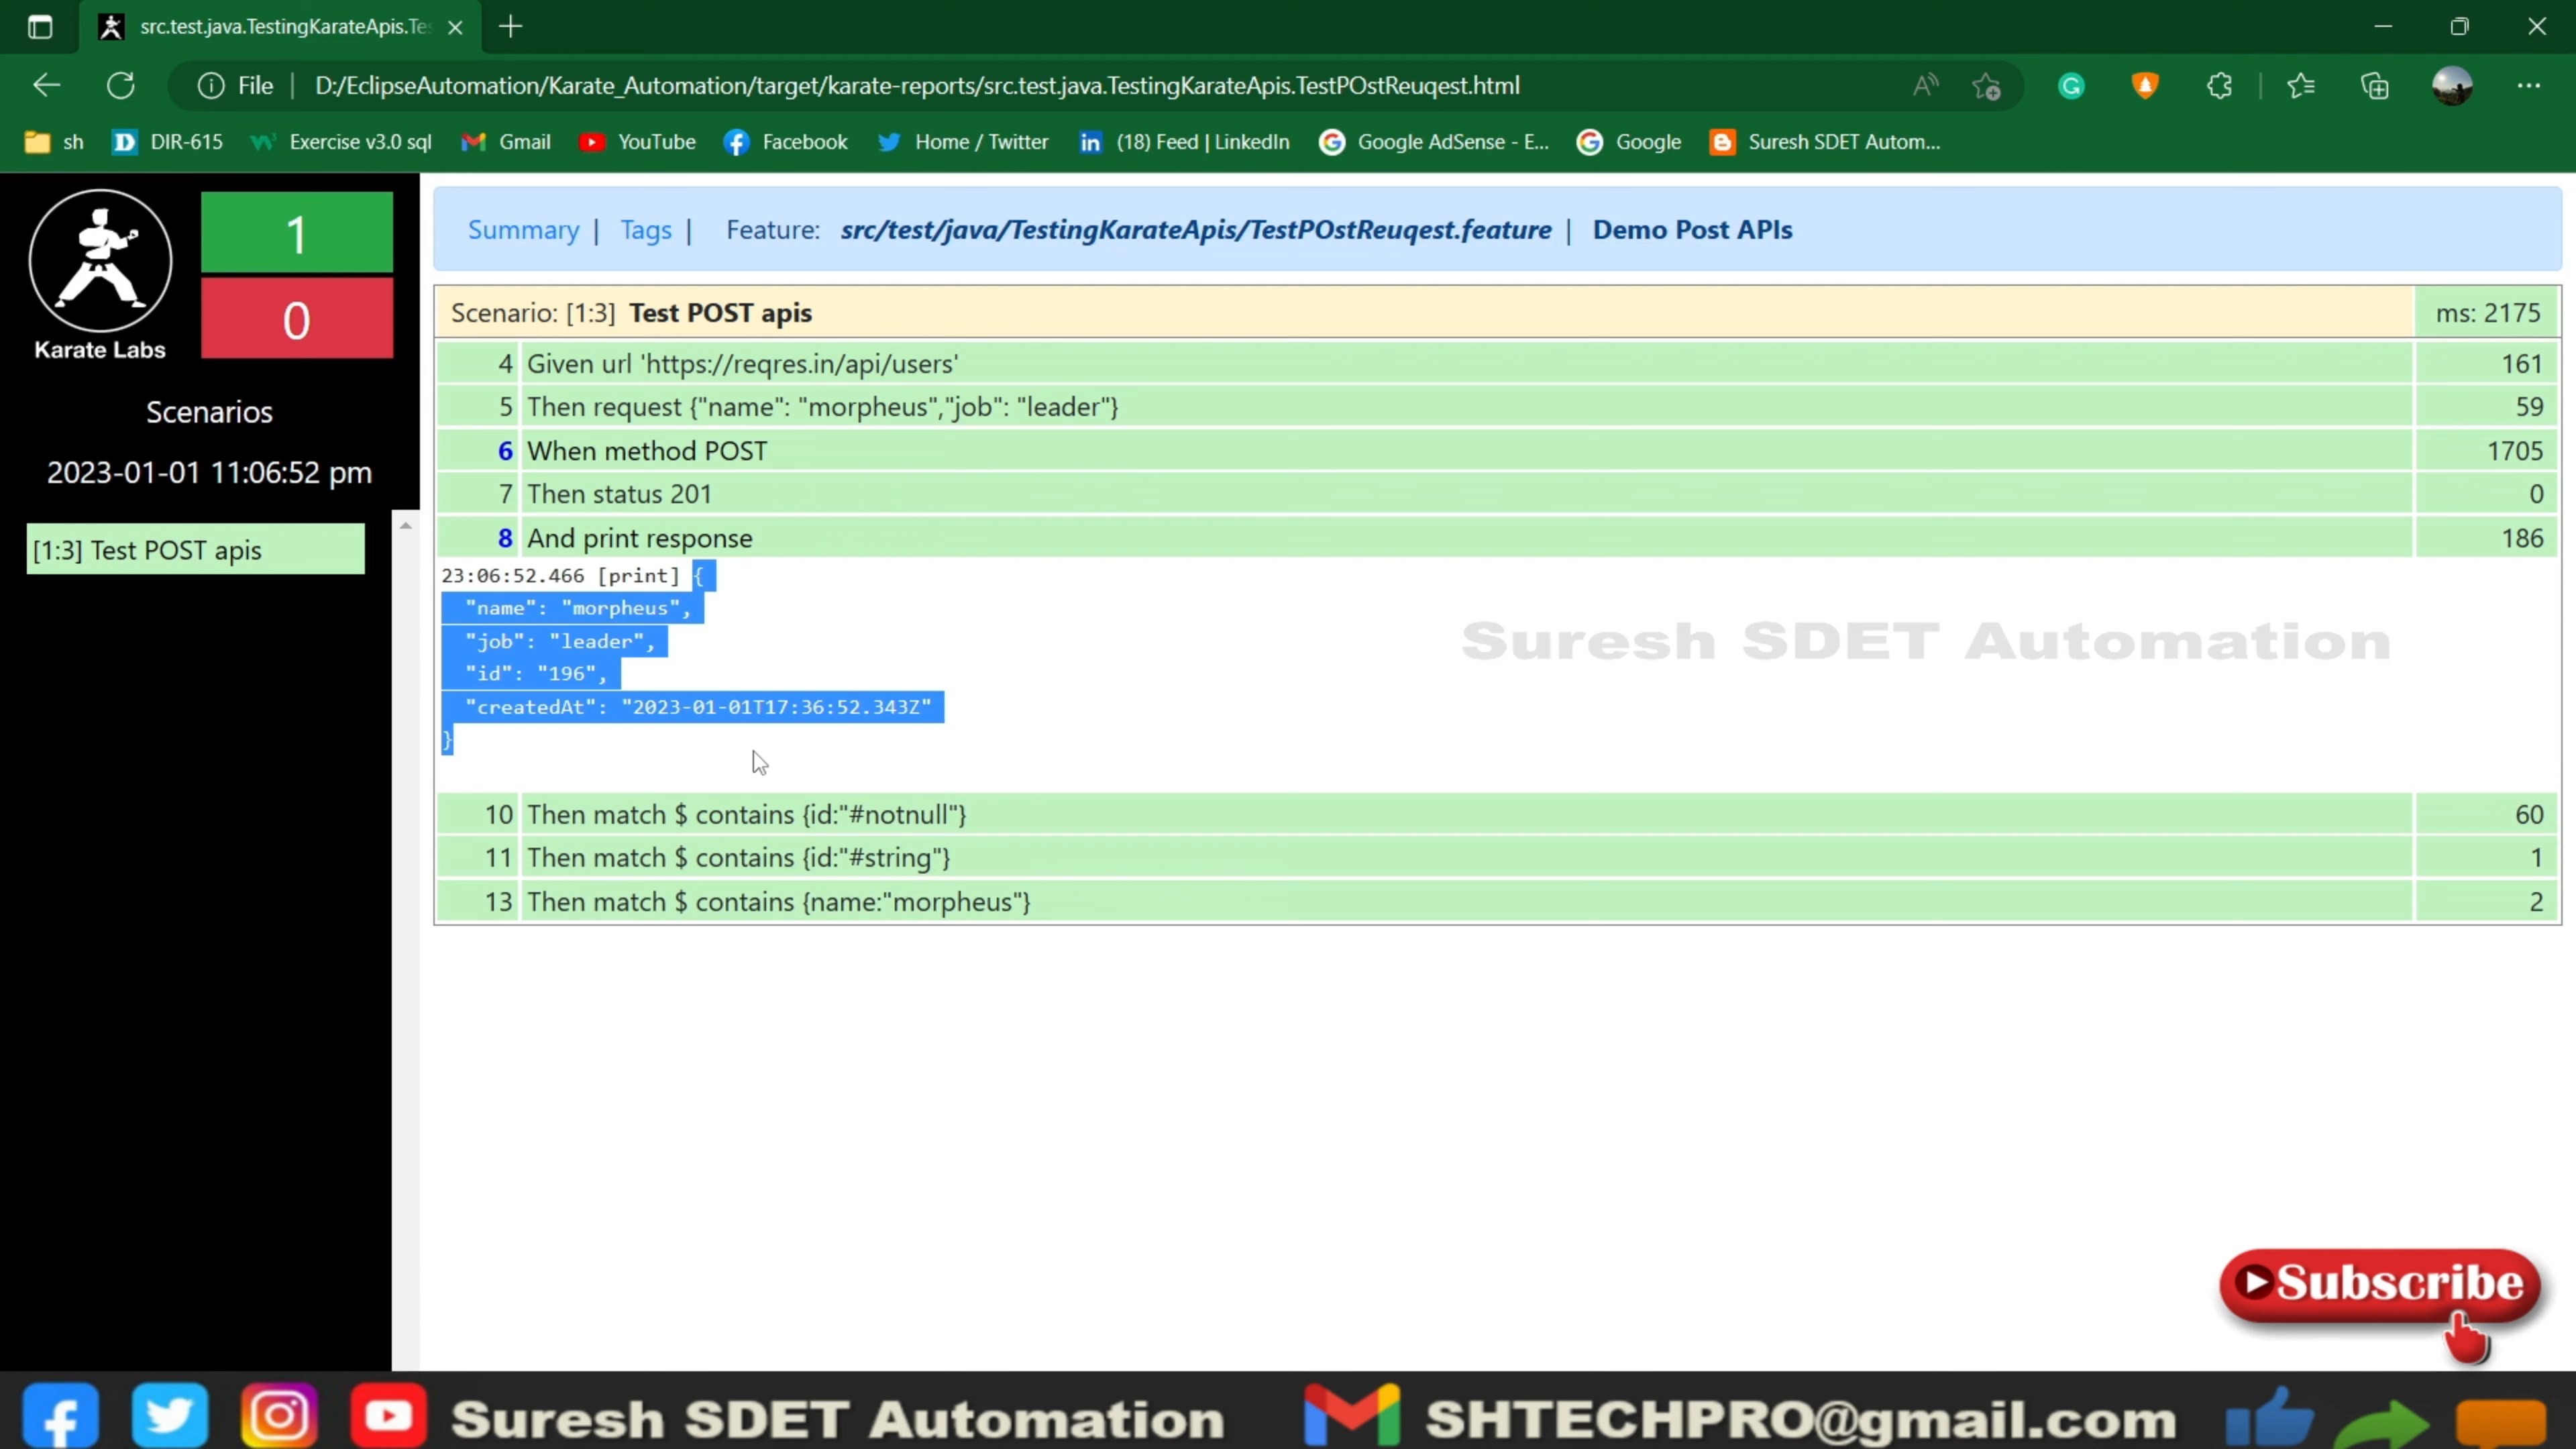 src.test.java.TestingKarateApis.Tes
File | D:/EclipseAutomation/Karate_Automation/target/karate-reports/src.test.java.TestingKarateApis.TestPOstReuqest.html
sh DIR-615 Exercise v3.0 sql Gmail YouTube Facebook Home / Twitter (18) Feed | LinkedIn Google AdSense - E... Google Suresh SDET Autom...
1
0
Karate Labs
Scenarios
2023-01-01 11:06:52 pm
[1:3] Test POST apis
Summary | Tags | Feature: src/test/java/TestingKarateApis/TestPOstReuqest.feature | Demo Post APIs
Scenario: [1:3] Test POST apis ms: 2175
4 Given url 'https://reqres.in/api/users' 161
5 Then request {"name": "morpheus","job": "leader"} 59
6 When method POST 1705
7 Then status 201 0
8 And print response 186
23:06:52.466 [print] {
"name": "morpheus",
"job": "leader",
"id": "196",
"createdAt": "2023-01-01T17:36:52.343Z"
}
Suresh SDET Automation
10 Then match $ contains {id:"#notnull"} 60
11 Then match $ contains {id:"#string"} 1
13 Then match $ contains {name:"morpheus"} 2
Subscribe
Suresh SDET Automation SHTECHPRO@gmail.com